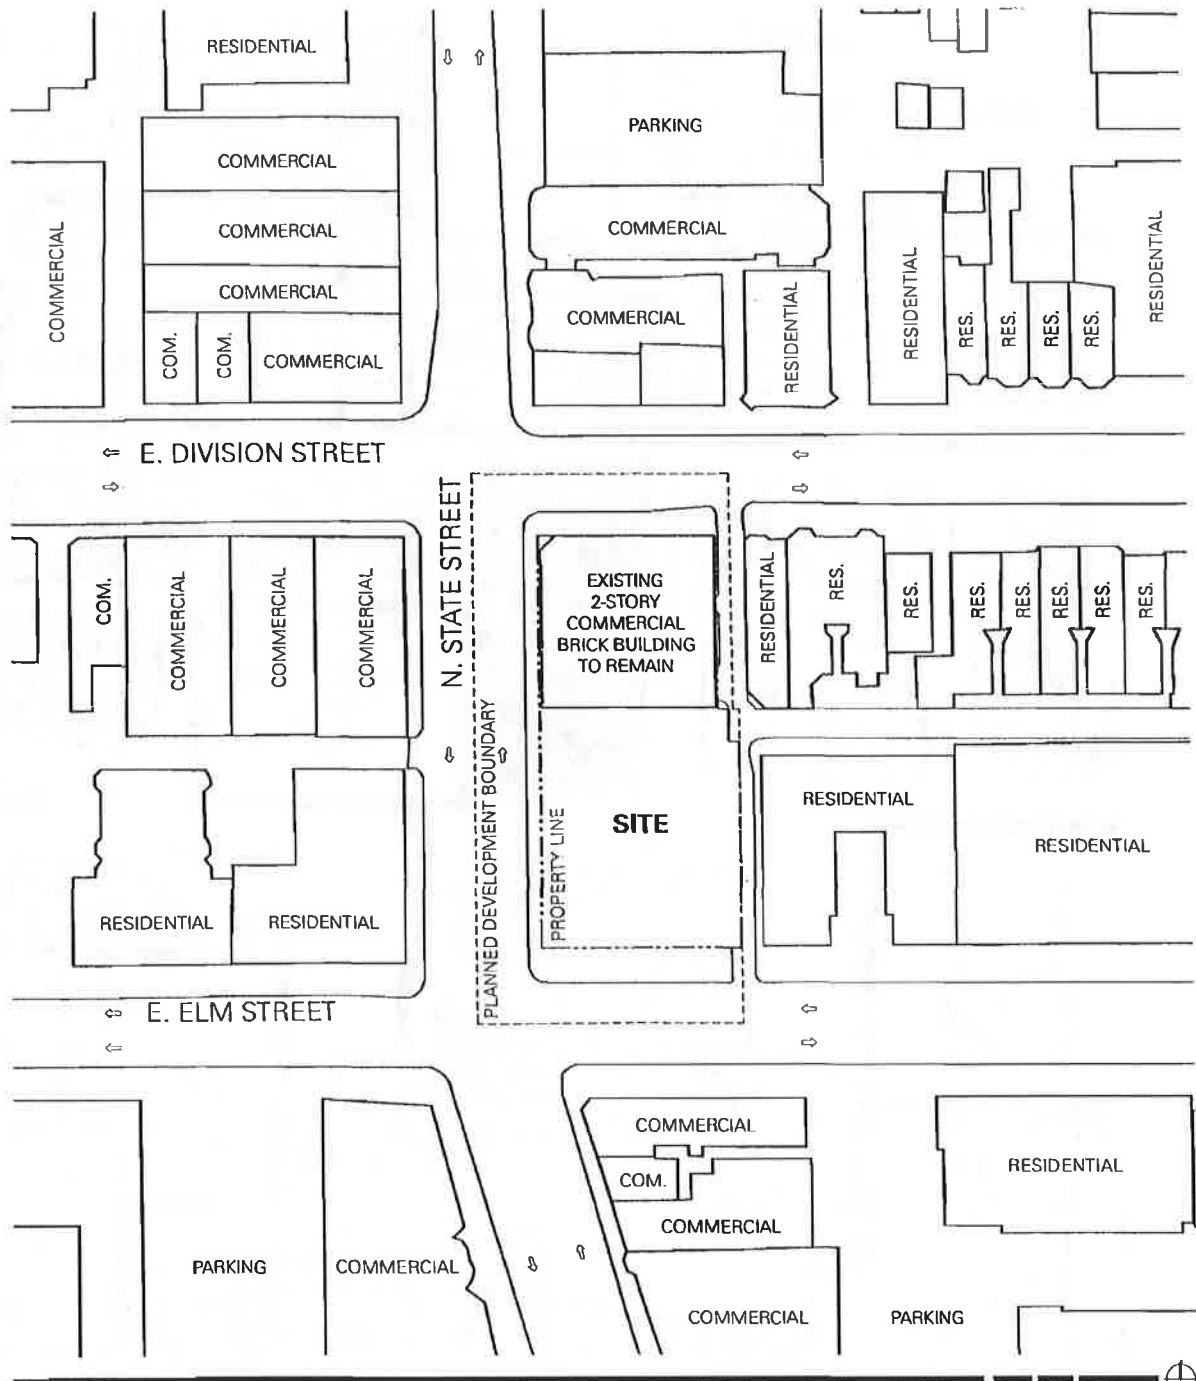 RESIDENTIAL
PARKING
COMMERCIAL
COMMERCIAL
COMMERCIAL
COMMERCIAL
COM.
COM.
COMMERCIAL
COMMERCIAL
COMMERCIAL
RESIDENTIAL
RESIDENTIAL
RES.
RES.
RES.
RES.
RESIDENTIAL
E. DIVISION STREET
N. STATE STREET
COM.
COMMERCIAL
COMMERCIAL
COMMERCIAL
EXISTING
2-STORY
COMMERCIAL
BRICK BUILDING
TO REMAIN
RESIDENTIAL
RES.
RES.
RES.
RES.
RES.
RES.
RES.
PLANNED DEVELOPMENT BOUNDARY
PROPERTY LINE
SITE
RESIDENTIAL
RESIDENTIAL
RESIDENTIAL
RESIDENTIAL
E. ELM STREET
COMMERCIAL
COM.
COMMERCIAL
RESIDENTIAL
PARKING
COMMERCIAL
COMMERCIAL
PARKING